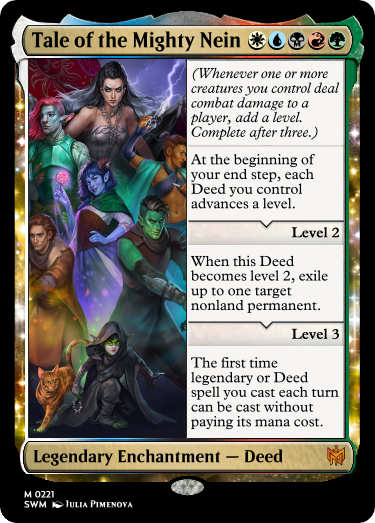 Tale of the Mighty Nein
(Whenever one or more
creatures you control deal
combat damage to a
player, add a level.
Complete after three.)
At the beginning of
your end step, each
Deed you control
advances a level.
Level 2
When this Deed
becomes level 2, exile
up to one target
nonland permanent.
Level 3
The first time
legendary or Deed
spell you cast each turn
can be cast without
paying its mana cost.
Legendary Enchantment — Deed
M 0221
SWM Julia Pimenova